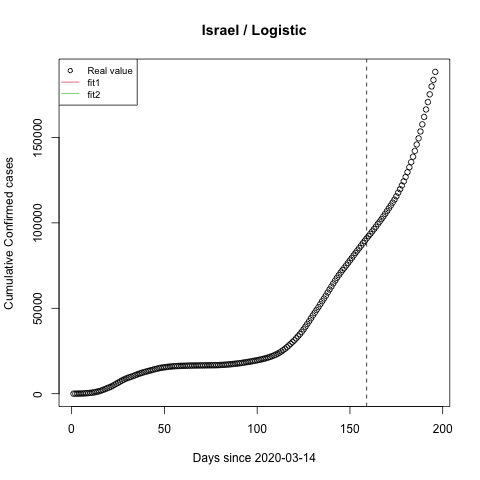 Israel / Logistic
Real value
fit1
fit2
Cumulative Confirmed cases
150000
100000
50000
0
0 50 100 150 200
Days since 2020-03-14